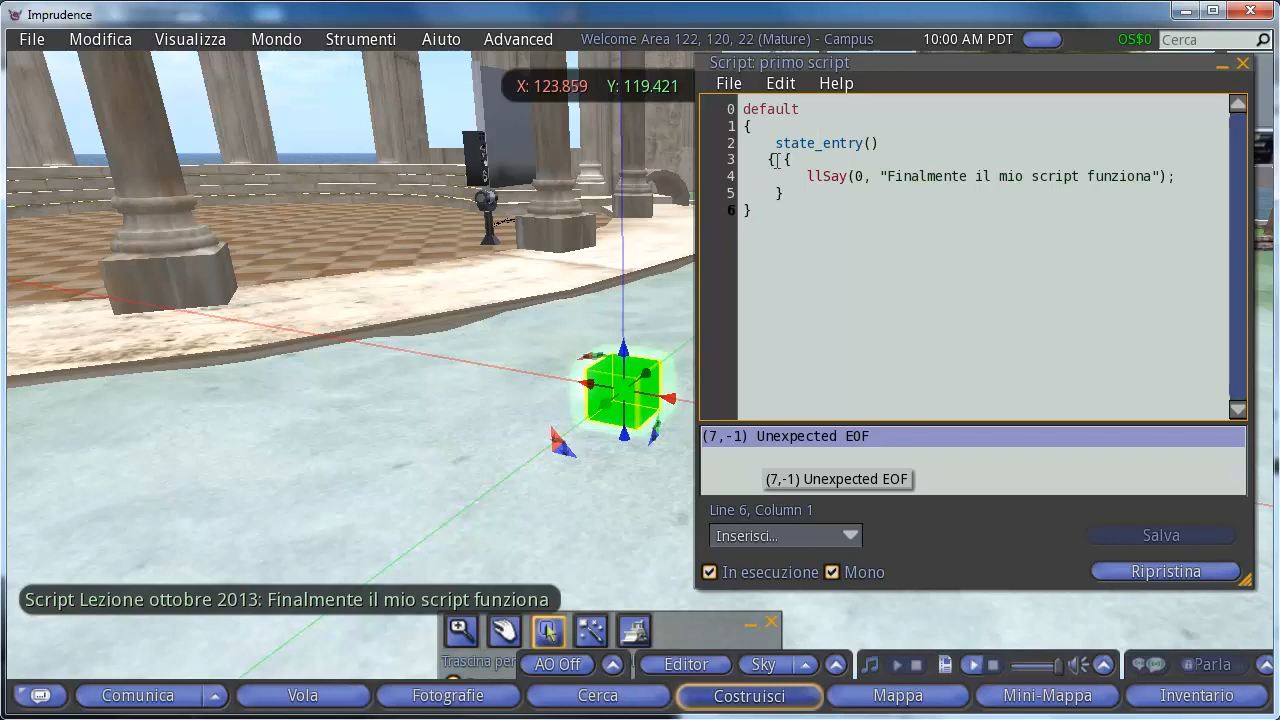 Imprudence
File Modifica Visualizza Mondo Strumenti Aiuto Advanced Welcome Area 122, 120, 22 (Mature) - Campus 10:00 AM PDT OS$0 Cerca
X: 123.859 Y: 119.421
Script: primo script
File Edit Help
0 default
1 {
2 state_entry()
3 { {
4 llSay(0, "Finalmente il mio script funziona");
5 }
6 }
(7,-1) Unexpected EOF
(7,-1) Unexpected EOF
Line 6, Column 1
Inserisci... Salva
In esecuzione Mono Ripristina
Script Lezione ottobre 2013: Finalmente il mio script funziona
Trascina per
AO Off Editor Sky Parla
Comunica Vola Fotografie Cerca Costruisci Mappa Mini-Mappa Inventario